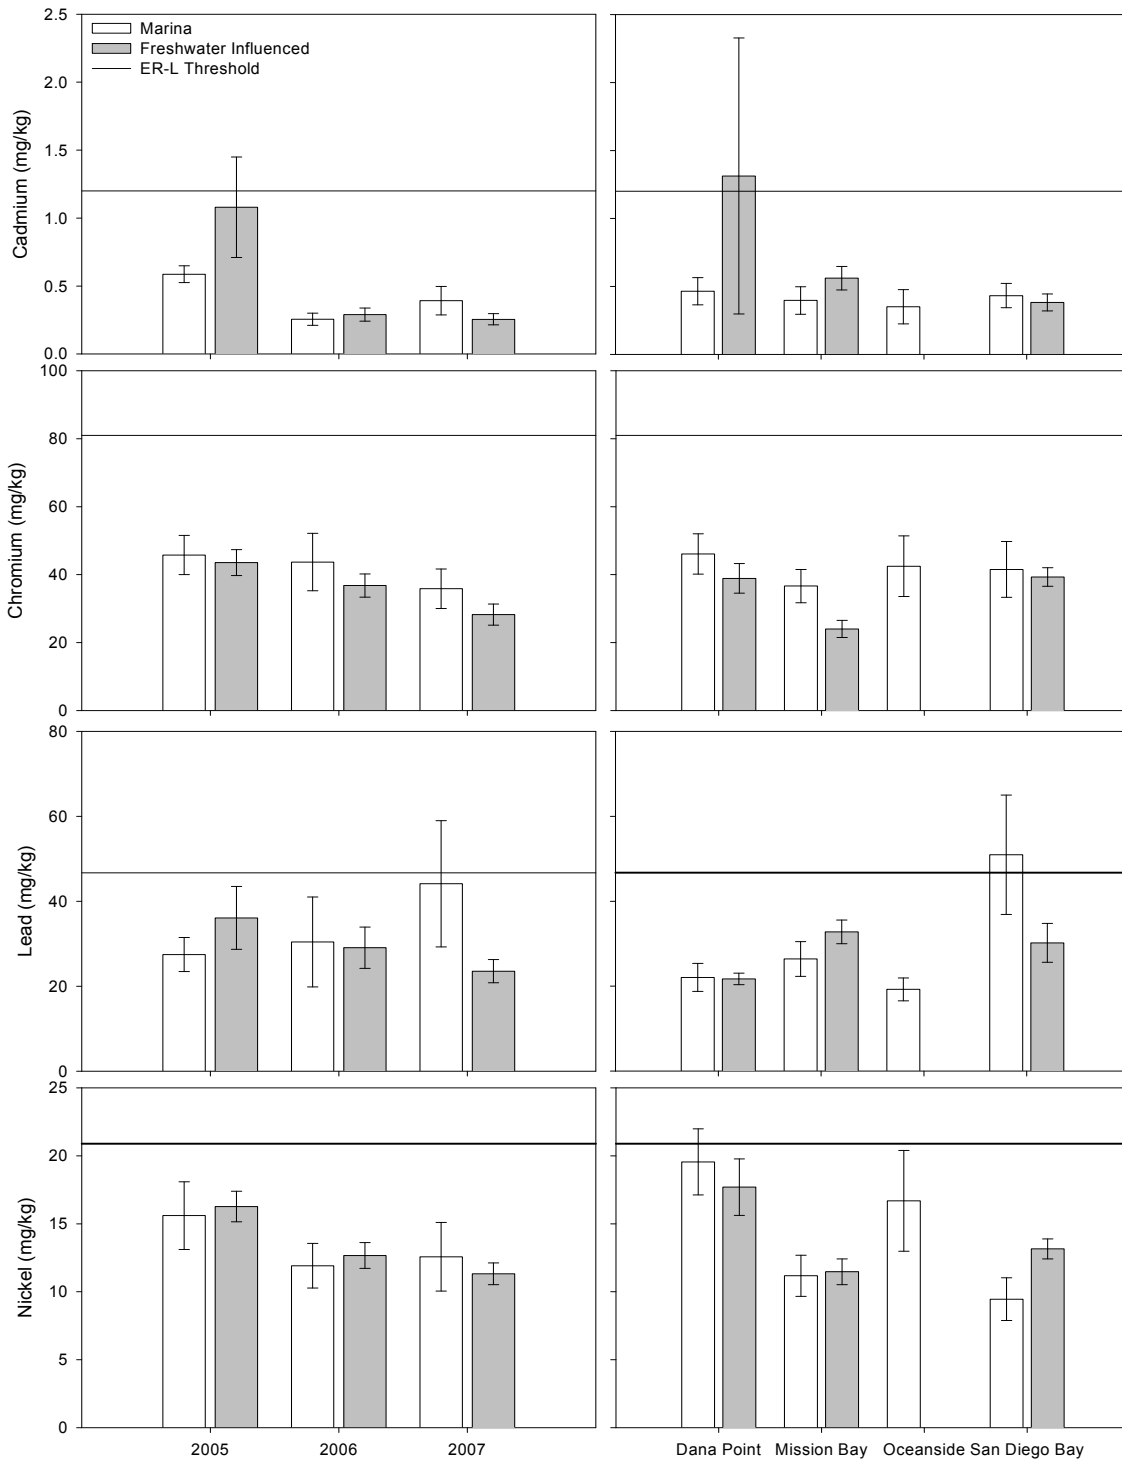 2.5
2.0
1.5
1.0
0.5
0.0
Cadmium (mg/kg)
Marina
Freshwater Influenced
ER-L Threshold
100
80
60
40
20
0
Chromium (mg/kg)
80
60
40
20
0
Lead (mg/kg)
25
20
15
10
5
0
Nickel (mg/kg)
2005 2006 2007
Dana Point Mission Bay Oceanside San Diego Bay